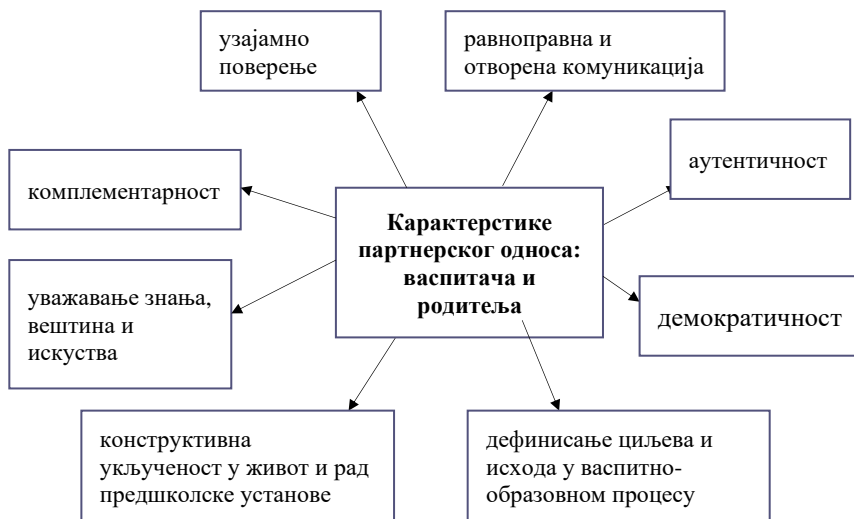 узајамно
поверење
равноправна и
отворена комуникација
комплементарност
аутентичност
Карактерстике
партнерског односа:
васпитача и
родитеља
уважавање знања,
вештина и
искуства
демократичност
конструктивна
укљученост у живот и рад
предшколске установе
дефинисање циљева и
исхода у васпитно-
образовном процесу